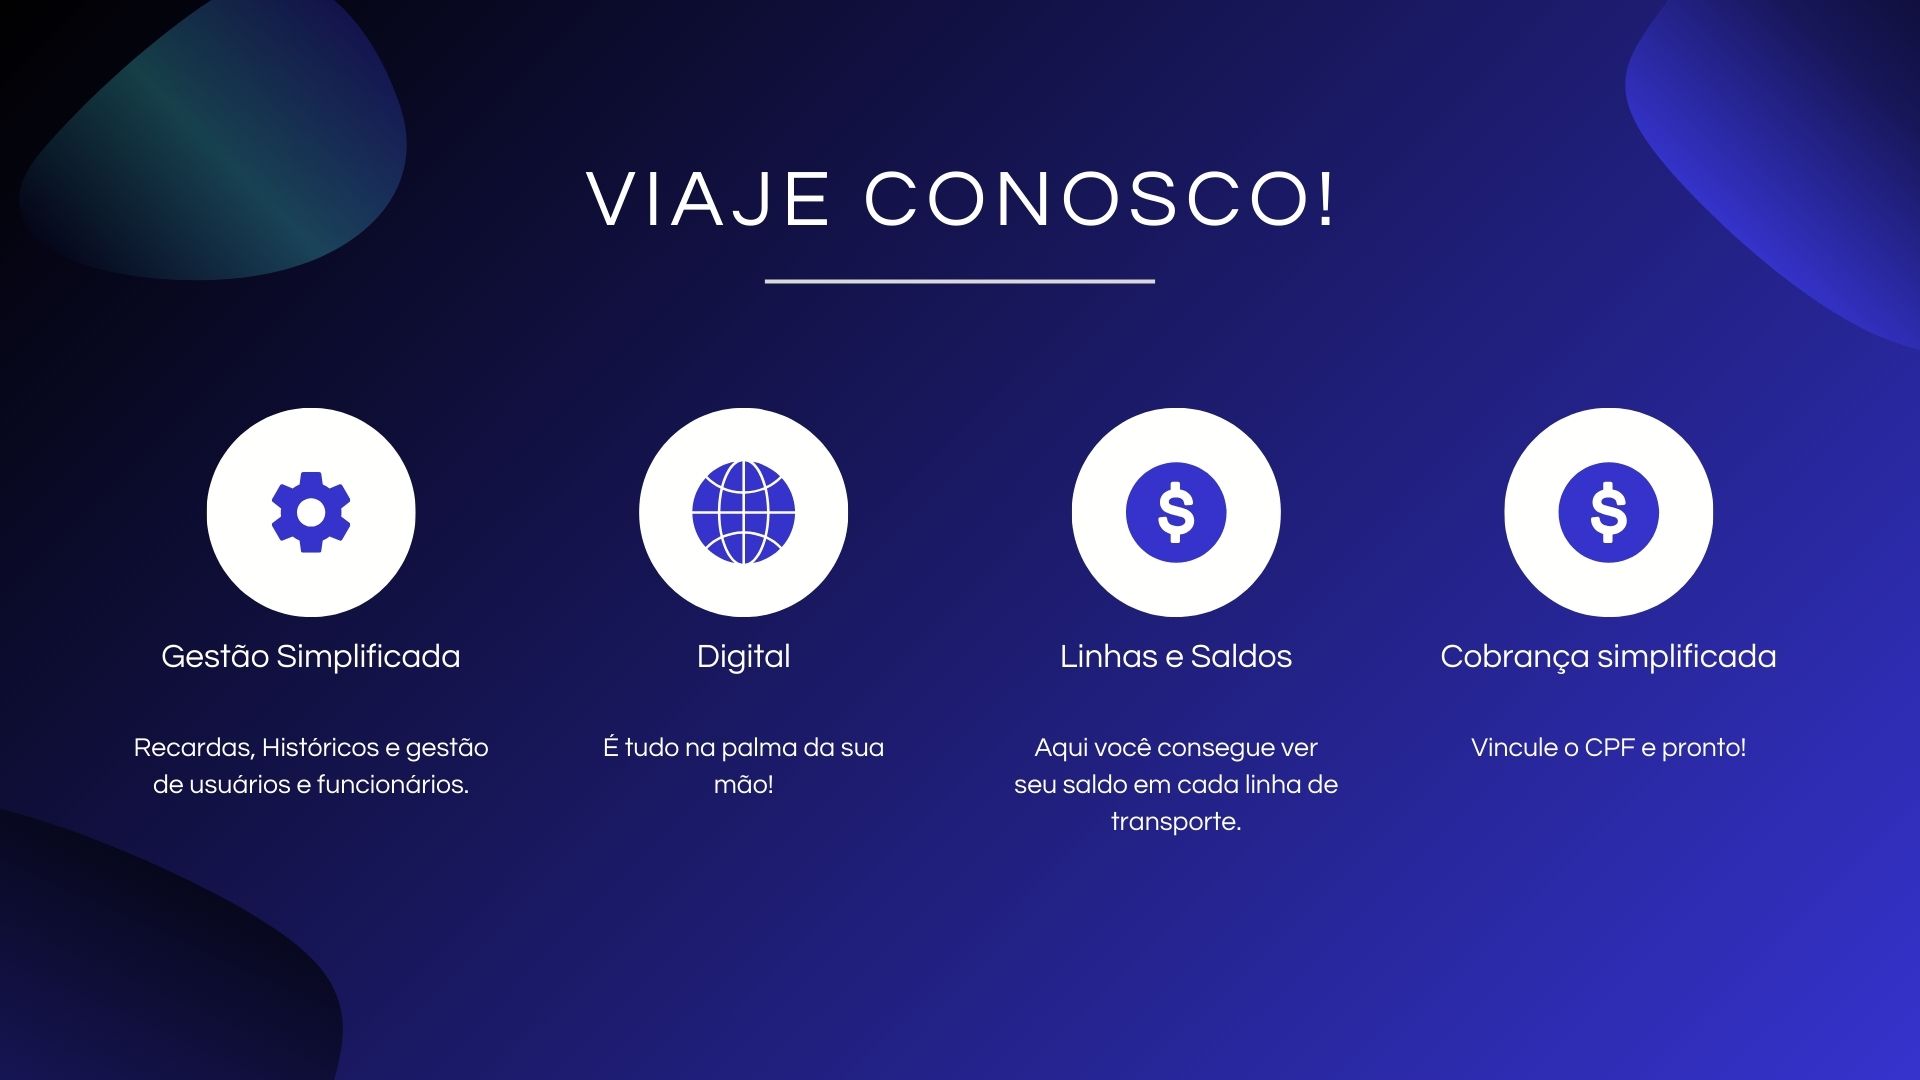 VIAJE CONOSCO!
Gestão Simplificada
Recardas, Históricos e gestão
de usuários e funcionários.
Digital
É tudo na palma da sua
mão!
Linhas e Saldos
Aqui você consegue ver
seu saldo em cada linha de
transporte.
Cobrança simplificada
Vincule o CPF e pronto!